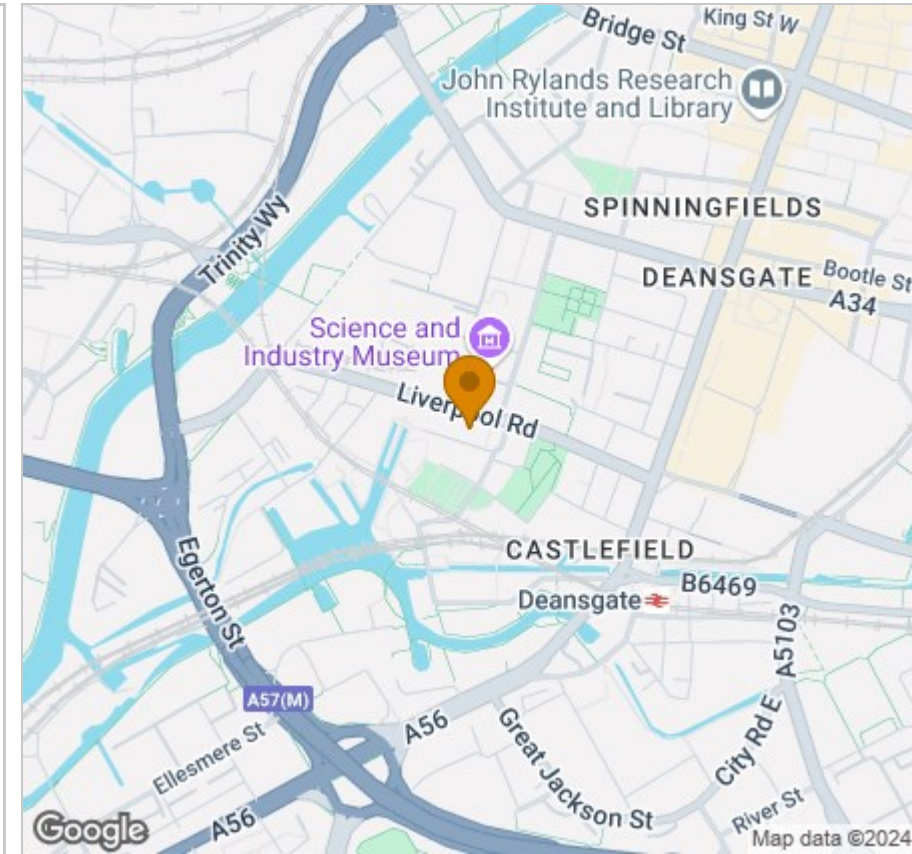 King St W
Bridge St
John Rylands Research
Institute and Library
SPINNINGFIELDS
Trinity Wy
DEANSGATE
Bootle St
A34
Science and
Industry Museum
Liverpool Rd
CASTLEFIELD
B6469
Deansgate
Egerton St
A5103
A57(M)
A56
Ellesmere St
Great Jackson St
City Rd E
River St
A56
Google
Map data ©2024